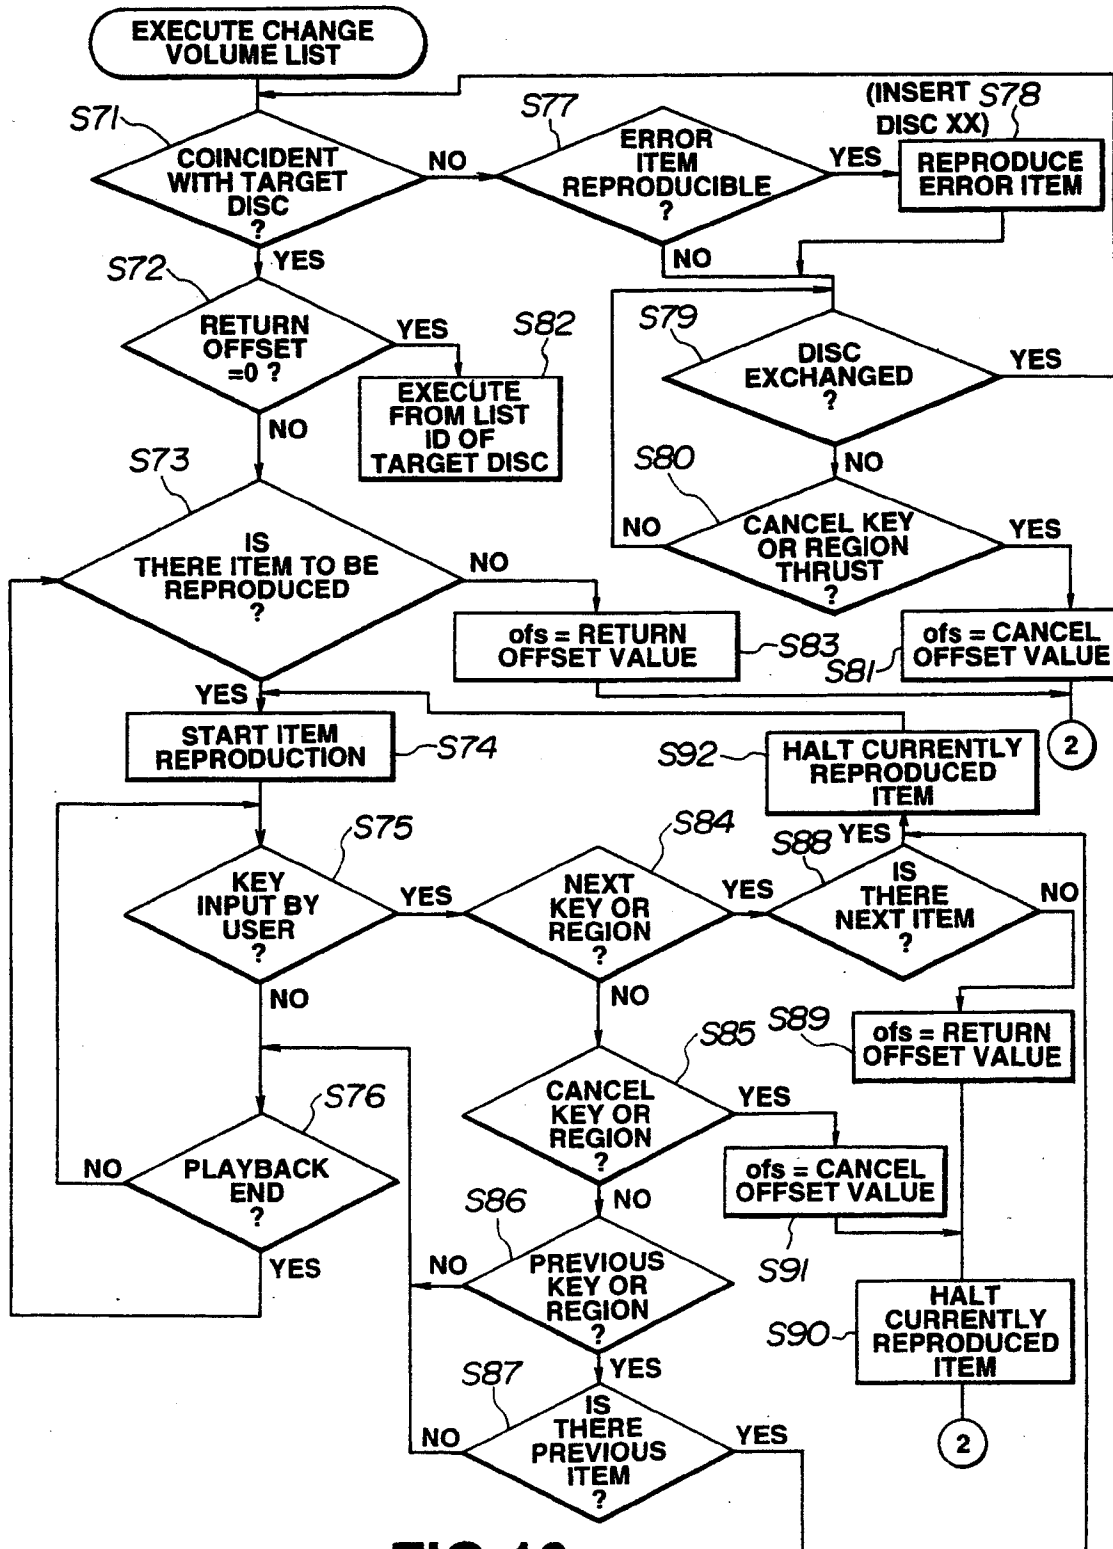 EXECUTE CHANGE
VOLUME LIST
S71
COINCIDENT
WITH TARGET
DISC
?
NO
YES
S77
ERROR
ITEM
REPRODUCIBLE
?
YES
NO
(INSERT
DISC XX)
S78
REPRODUCE
ERROR ITEM
S72
RETURN
OFFSET
=0 ?
YES
NO
S82
EXECUTE
FROM LIST
ID OF
TARGET DISC
S79
DISC
EXCHANGED
?
YES
NO
S80
CANCEL KEY
OR REGION
THRUST
?
NO
YES
S73
IS
THERE ITEM TO BE
REPRODUCED
?
NO
YES
ofs = RETURN
OFFSET VALUE
S83
S81
ofs = CANCEL
OFFSET VALUE
2
START ITEM
REPRODUCTION
S74
S92
HALT CURRENTLY
REPRODUCED
ITEM
S75
KEY
INPUT BY
USER
?
YES
NO
S84
NEXT
KEY OR
REGION
?
YES
NO
S88
YES
IS
THERE
NEXT ITEM
?
NO
S89
ofs = RETURN
OFFSET VALUE
S85
CANCEL
KEY OR
REGION
?
YES
NO
S76
PLAYBACK
END
?
NO
YES
ofs = CANCEL
OFFSET VALUE
S91
S86
PREVIOUS
KEY OR
REGION
?
NO
YES
S90
HALT
CURRENTLY
REPRODUCED
ITEM
2
S87
IS
THERE
PREVIOUS
ITEM
?
NO
YES